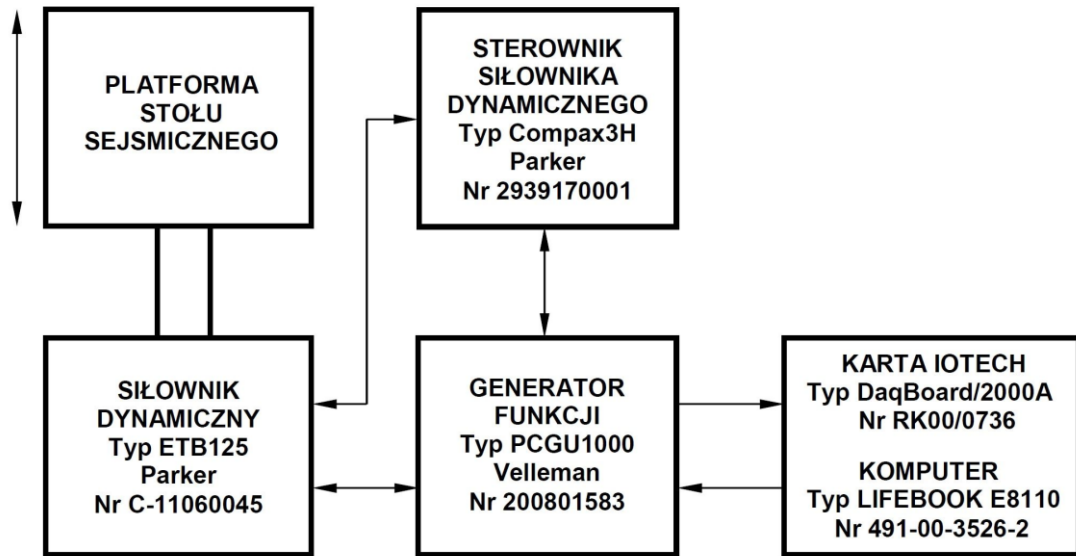 PLATFORMA
STOŁU
SEJSMICZNEGO
STEROWNIK
SIŁOWNIKA
DYNAMICZNEGO
Typ Compax3H
Parker
Nr 2939170001
SIŁOWNIK
DYNAMICZNY
Typ ETB125
Parker
Nr C-11060045
GENERATOR
FUNKCJI
Typ PCGU1000
Velleman
Nr 200801583
KARTA IOTECH
Typ DaqBoard/2000A
Nr RK00/0736
KOMPUTER
Typ LIFEBOOK E8110
Nr 491-00-3526-2